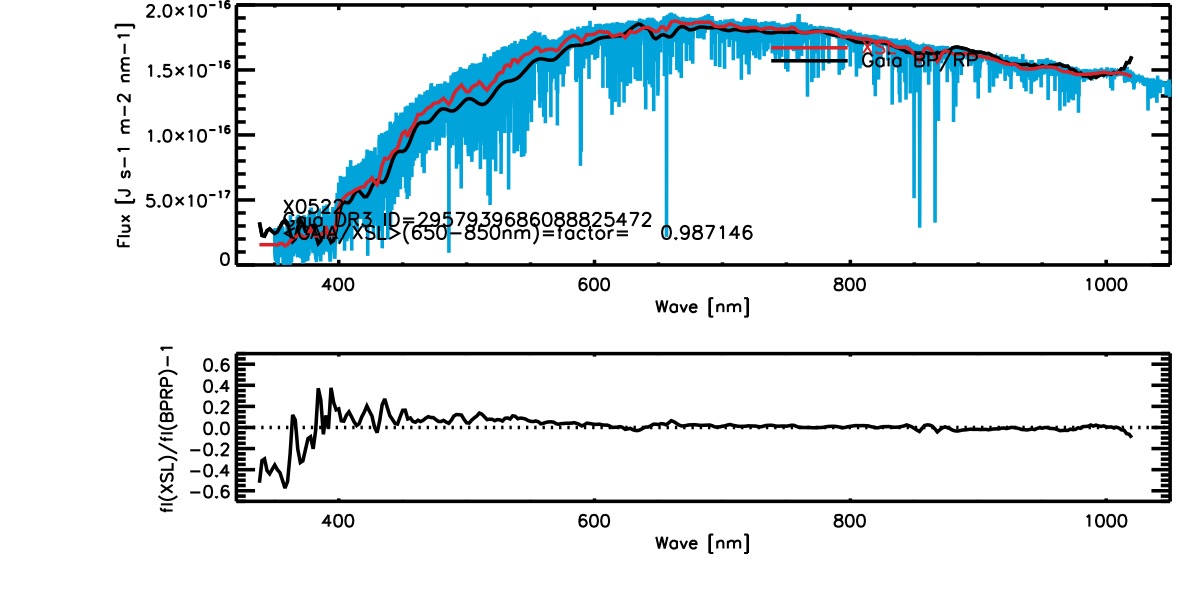 2.0×10−16
1.5×10−16
1.0×10−16
5.0×10−17
0
Flux [J s−1 m−2 nm−1]
XSL
Gaia BP/RP
X0522
Gaia DR3 ID=2957939686088825472
<GAIA/XSL>(650−850nm)=factor= 0.987146
400 600 800 1000
Wave [nm]
0.6
0.4
0.2
0.0
−0.2
−0.4
−0.6
fl(XSL)/fl(BPRP)−1
400 600 800 1000
Wave [nm]